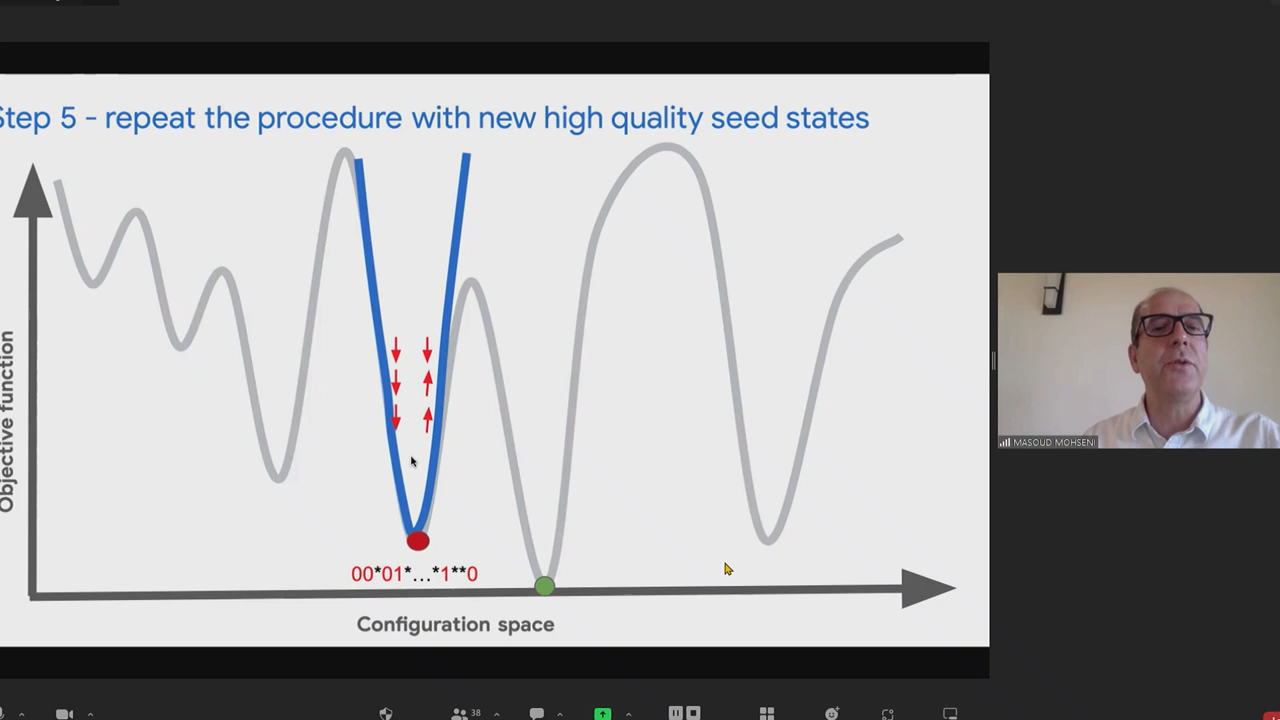 Step 5 - repeat the procedure with new high quality seed states
Objective function
00*01*...*1**0
Configuration space
MASOUD MOHSENI
38